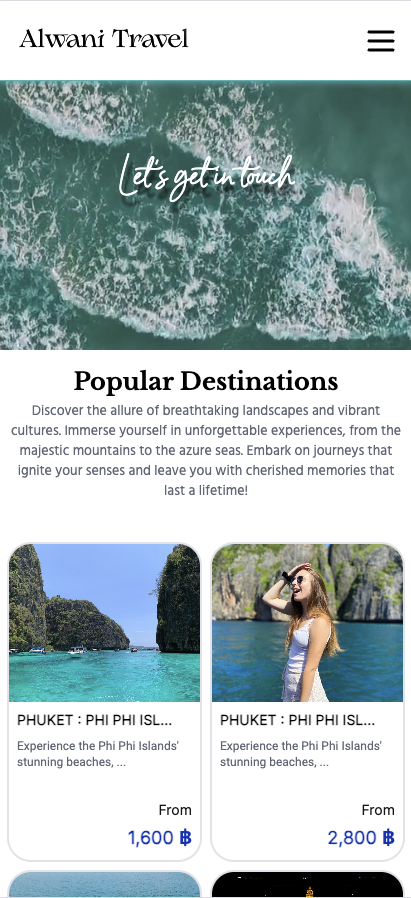 Alwani Travel
Let's get in touch
Popular Destinations
Discover the allure of breathtaking landscapes and vibrant
cultures. Immerse yourself in unforgettable experiences, from the
majestic mountains to the azure seas. Embark on journeys that
ignite your senses and leave you with cherished memories that
last a lifetime!
PHUKET : PHI PHI ISL...
Experience the Phi Phi Islands'
stunning beaches, ...
From
1,600 ฿
PHUKET : PHI PHI ISL...
Experience the Phi Phi Islands'
stunning beaches, ...
From
2,800 ฿